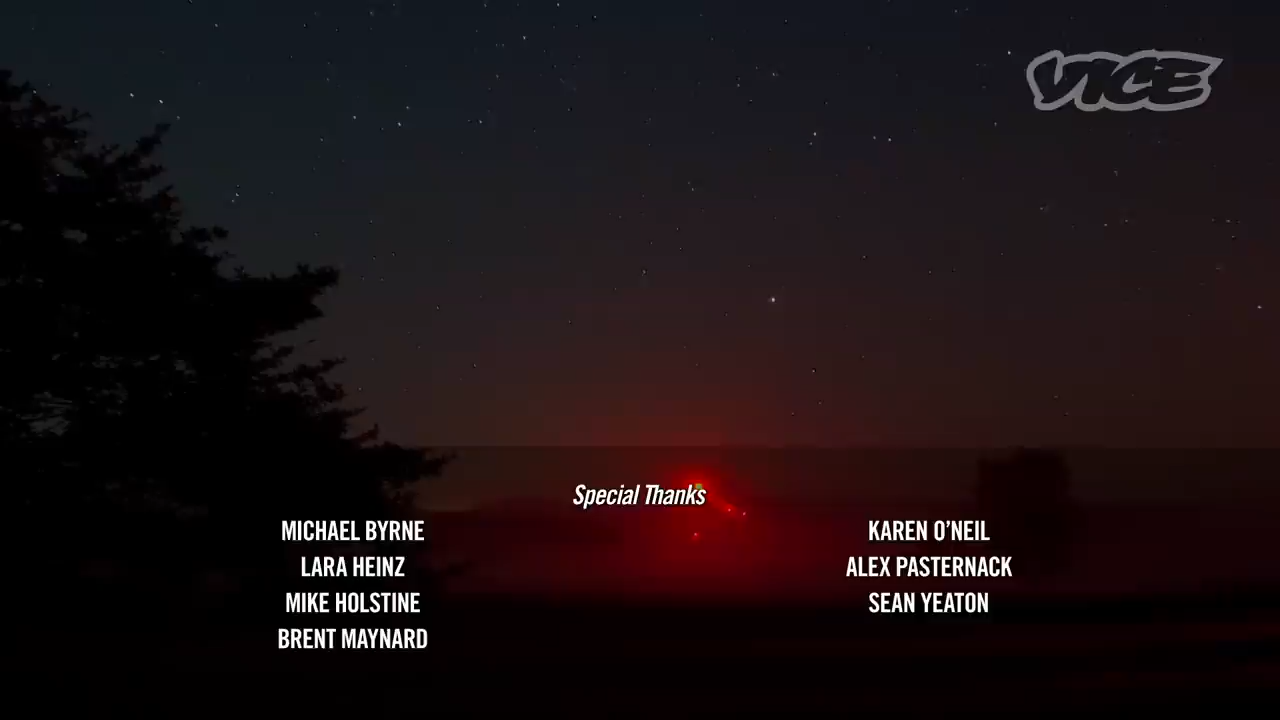 VICE
Special Thanks
MICHAEL BYRNE
LARA HEINZ
MIKE HOLSTINE
BRENT MAYNARD
KAREN O'NEIL
ALEX PASTERNACK
SEAN YEATON